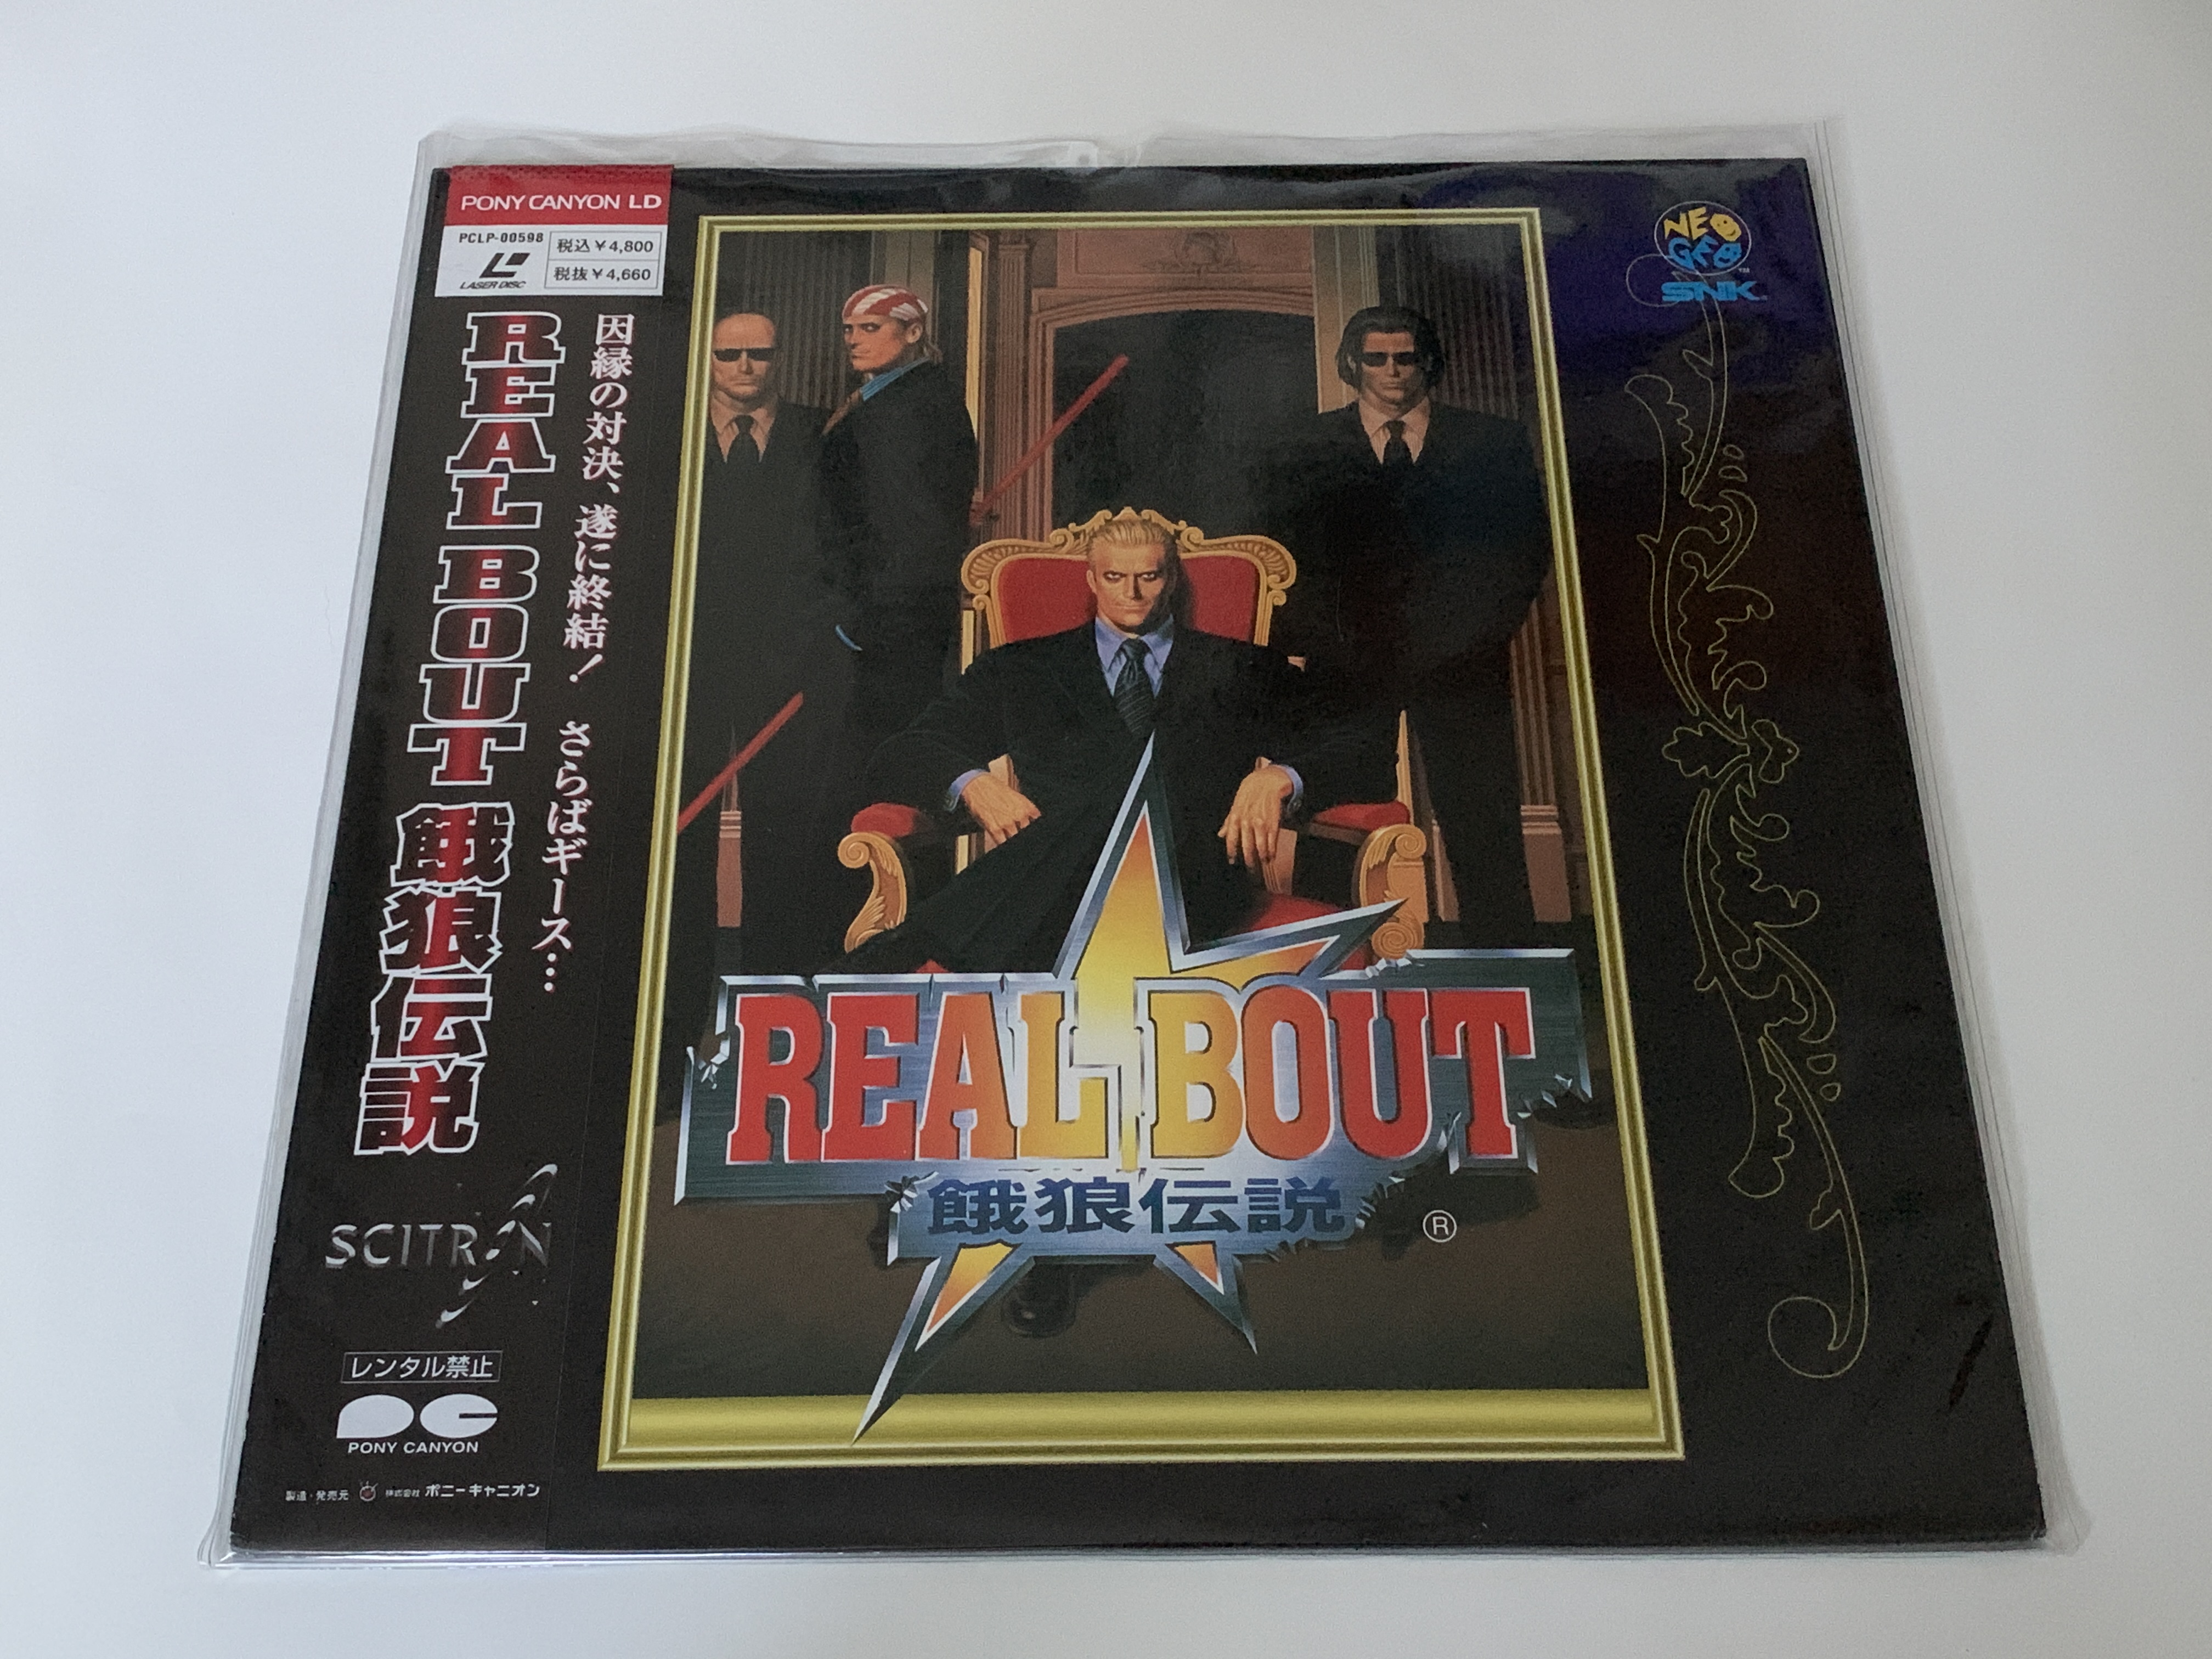 PONY CANYON LD
PCLP-00598
LASER DISC
税込￥4,800
税抜￥4,660
因縁の対決、遂に終結！ さらばギース…
REAL BOUT 餓狼伝説
SCITRON
レンタル禁止
PONY CANYON
製造・発売元 株式会社 ポニーキャニオン
NEO
GEO
TM
SNK
REAL BOUT
餓狼伝説
®